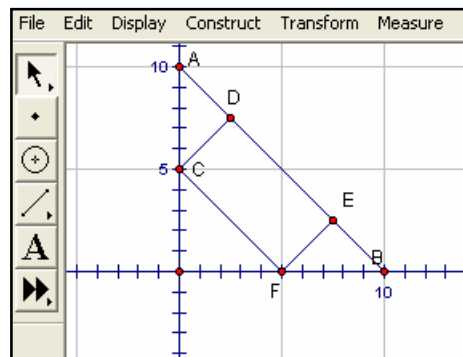 File Edit Display Construct Transform Measure
10 A
D
5 C
E
B
F 10
A